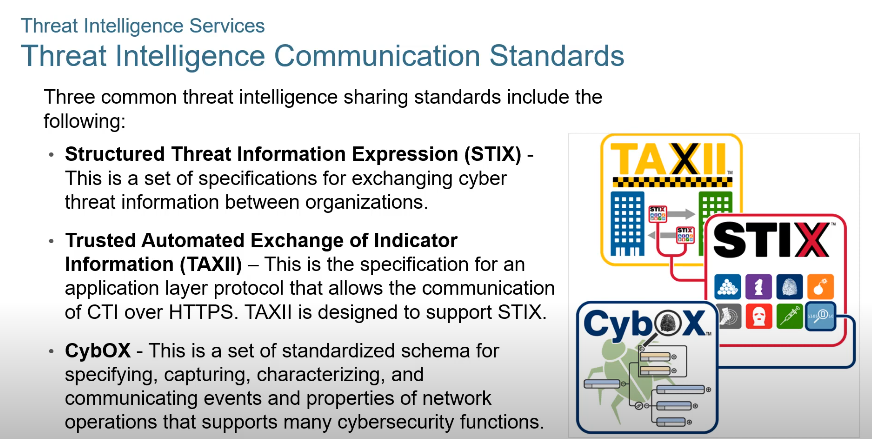 Threat Intelligence Services
Threat Intelligence Communication Standards
Three common threat intelligence sharing standards include the
following:
• Structured Threat Information Expression (STIX) -
This is a set of specifications for exchanging cyber
threat information between organizations.
• Trusted Automated Exchange of Indicator
Information (TAXII) – This is the specification for an
application layer protocol that allows the communication
of CTI over HTTPS. TAXII is designed to support STIX.
• CybOX - This is a set of standardized schema for
specifying, capturing, characterizing, and
communicating events and properties of network
operations that supports many cybersecurity functions.
TAXII
STIX
STIX
STIX™
CybOX™